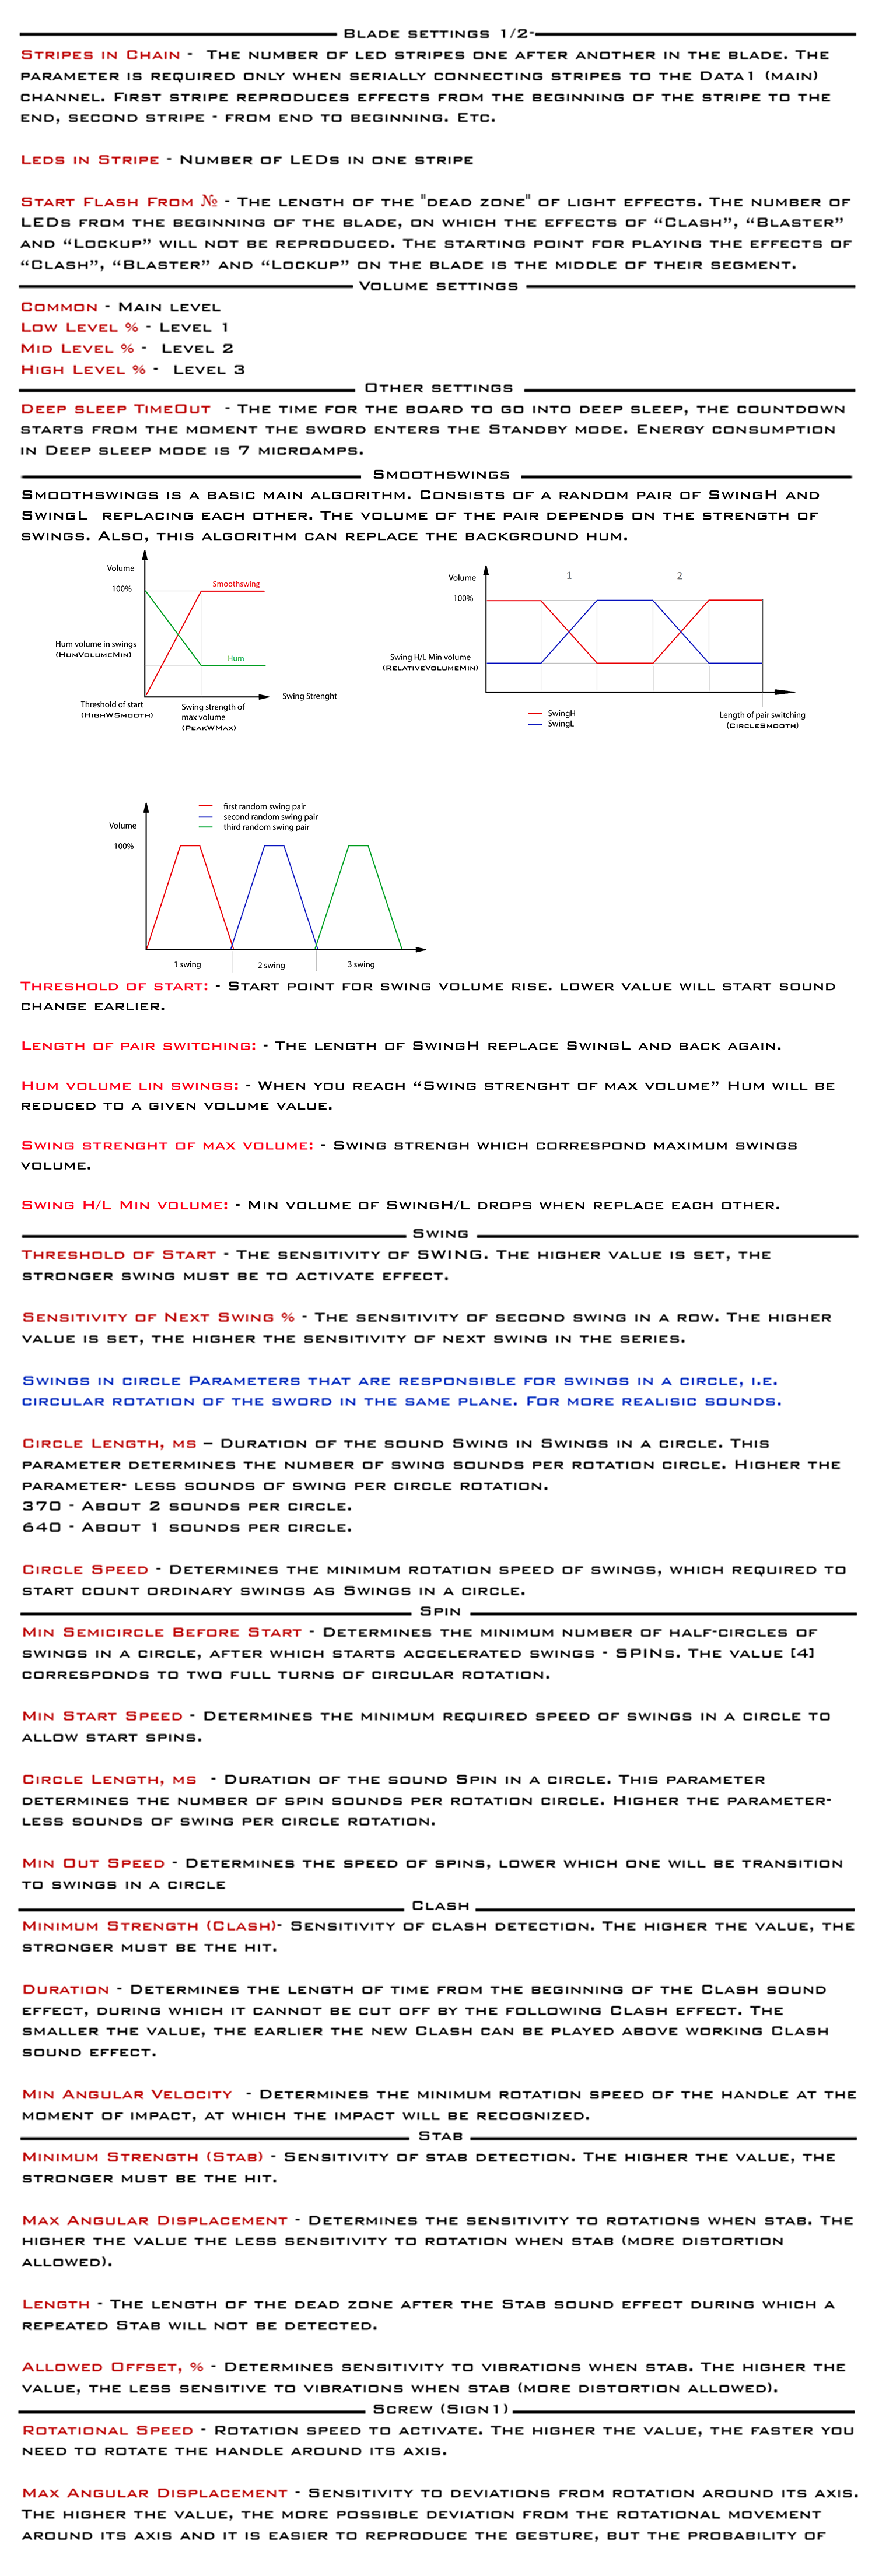 Blade settings 1/2-
Stripes in Chain - The number of led stripes one after another in the blade. The
parameter is required only when serially connecting stripes to the Data1 (main)
channel. First stripe reproduces effects from the beginning of the stripe to the
end, second stripe - from end to beginning. Etc.
Leds in Stripe - Number of LEDs in one stripe
Start Flash From № - The length of the "dead zone" of light effects. The number of
LEDs from the beginning of the blade, on which the effects of “Clash”, “Blaster”
and “Lockup” will not be reproduced. The starting point for playing the effects of
“Clash”, “Blaster” and “Lockup” on the blade is the middle of their segment.
Volume settings
Common - Main level
Low Level % - Level 1
Mid Level % - Level 2
High Level % - Level 3
Other settings
Deep sleep TimeOut - The time for the board to go into deep sleep, the countdown
starts from the moment the sword enters the Standby mode. Energy consumption
in Deep sleep mode is 7 microamps.
Smoothswings
Smoothswings is a basic main algorithm. Consists of a random pair of SwingH and
SwingL replacing each other. The volume of the pair depends on the strength of
swings. Also, this algorithm can replace the background hum.
Volume
100%
Smoothswing
Hum volume in swings
(HumVolumeMin)
Hum
Swing Strenght
Threshold of start
(HighWSmooth)
Swing strength of
max volume
(PeakWMax)
Volume
1
2
100%
Swing H/L Min volume
(RelativeVolumeMin)
SwingH
SwingL
Length of pair switching
(CircleSmooth)
first random swing pair
second random swing pair
third random swing pair
Volume
100%
1 swing
2 swing
3 swing
Threshold of start: - Start point for swing volume rise. lower value will start sound
change earlier.
Length of pair switching: - The length of SwingH replace SwingL and back again.
Hum volume lin swings: - When you reach “Swing strenght of max volume” Hum will be
reduced to a given volume value.
Swing strenght of max volume: - Swing strengh which correspond maximum swings
volume.
Swing H/L Min volume: - Min volume of SwingH/L drops when replace each other.
Swing
Threshold of Start - The sensitivity of SWING. The higher value is set, the
stronger swing must be to activate effect.
Sensitivity of Next Swing % - The sensitivity of second swing in a row. The higher
value is set, the higher the sensitivity of next swing in the series.
Swings in circle Parameters that are responsible for swings in a circle, i.e.
circular rotation of the sword in the same plane. For more realisic sounds.
Circle Length, ms – Duration of the sound Swing in Swings in a circle. This
parameter determines the number of swing sounds per rotation circle. Higher the
parameter- less sounds of swing per circle rotation.
370 - About 2 sounds per circle.
640 - About 1 sounds per circle.
Circle Speed - Determines the minimum rotation speed of swings, which required to
start count ordinary swings as Swings in a circle.
Spin
Min Semicircle Before Start - Determines the minimum number of half-circles of
swings in a circle, after which starts accelerated swings - SPINs. The value [4]
corresponds to two full turns of circular rotation.
Min Start Speed - Determines the minimum required speed of swings in a circle to
allow start spins.
Circle Length, ms - Duration of the sound Spin in a circle. This parameter
determines the number of spin sounds per rotation circle. Higher the parameter-
less sounds of swing per circle rotation.
Min Out Speed - Determines the speed of spins, lower which one will be transition
to swings in a circle
Clash
Minimum Strength (Clash)- Sensitivity of clash detection. The higher the value, the
stronger must be the hit.
Duration - Determines the length of time from the beginning of the Clash sound
effect, during which it cannot be cut off by the following Clash effect. The
smaller the value, the earlier the new Clash can be played above working Clash
sound effect.
Min Angular Velocity - Determines the minimum rotation speed of the handle at the
moment of impact, at which the impact will be recognized.
Stab
Minimum Strength (Stab) - Sensitivity of stab detection. The higher the value, the
stronger must be the hit.
Max Angular Displacement - Determines the sensitivity to rotations when stab. The
higher the value the less sensitivity to rotation when stab (more distortion
allowed).
Length - The length of the dead zone after the Stab sound effect during which a
repeated Stab will not be detected.
Allowed Offset, % - Determines sensitivity to vibrations when stab. The higher the
value, the less sensitive to vibrations when stab (more distortion allowed).
Screw (Sign1)
Rotational Speed - Rotation speed to activate. The higher the value, the faster you
need to rotate the handle around its axis.
Max Angular Displacement - Sensitivity to deviations from rotation around its axis.
The higher the value, the more possible deviation from the rotational movement
around its axis and it is easier to reproduce the gesture, but the probability of